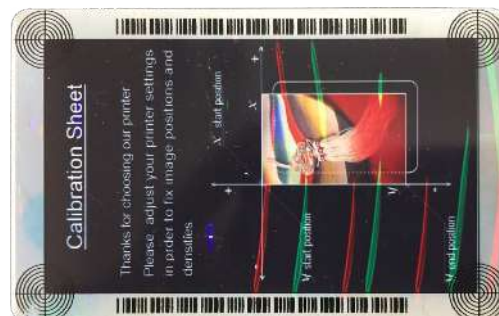 Calibration Sheet
Thanks for choosing our printer
Please, adjust your printer settings
in prder to fix image positions and
densities
X start position
- X +
+
Y
-
Y start position
Y end position